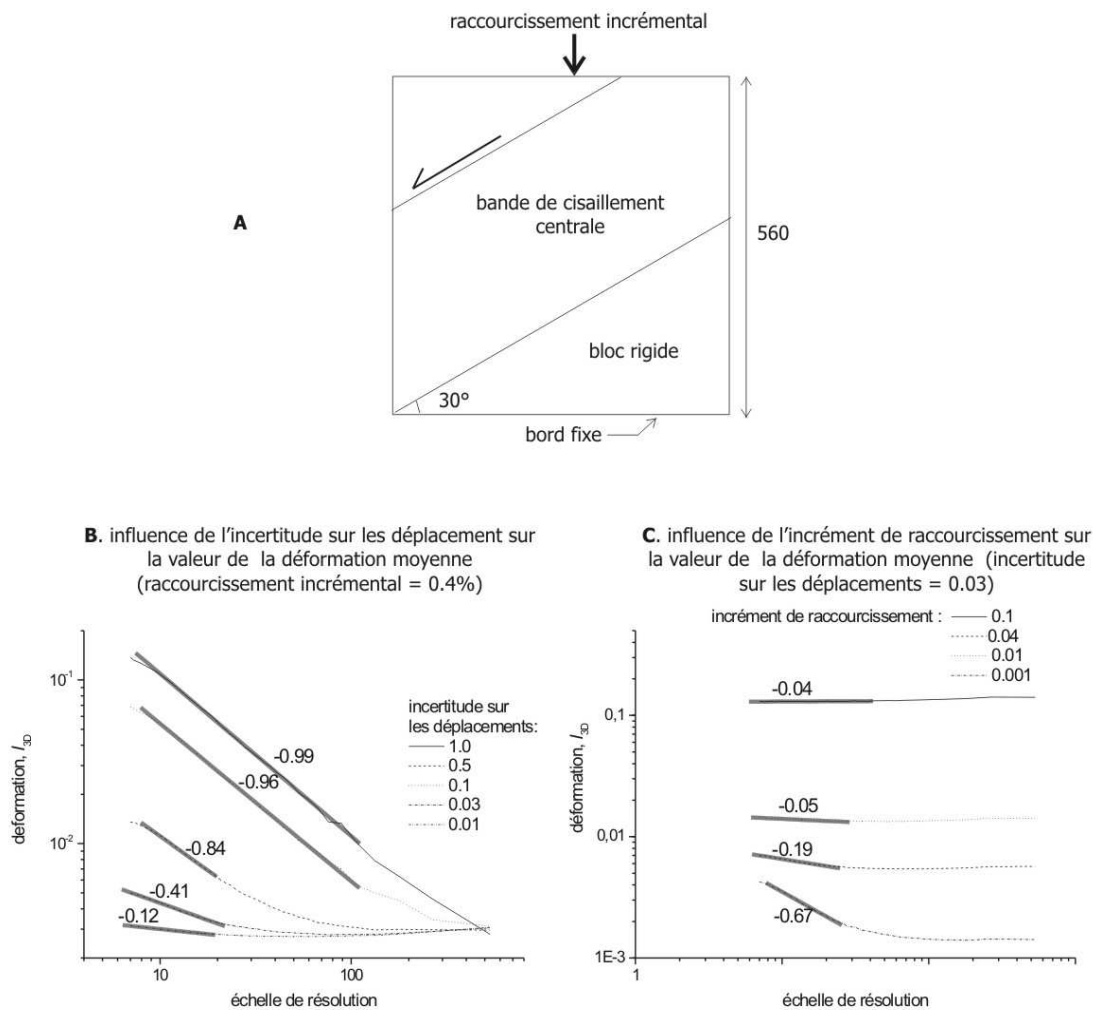 raccourcissement incrémental
A
bande de cisaillement
centrale
560
bloc rigide
30°
bord fixe
B. influence de l'incertitude sur les déplacement sur
la valeur de la déformation moyenne
(raccourcissement incrémental = 0.4%)
incertitude
sur
les déplacements:
1.0
0.5
0.1
0.03
0.01
-0.99
-0.96
-0.84
-0.41
-0.12
deformation, I3D
10-1
10-2
10
100
échelle de résolution
C. influence de l'incrément de raccourcissement sur
la valeur de la déformation moyenne (incertitude
sur les déplacements = 0.03)
incrément de raccourcissement :
0.1
0.04
0.01
0.001
-0.04
-0.05
-0.19
-0.67
déformation, I3D
0,1
0,01
1E-3
1
échelle de résolution